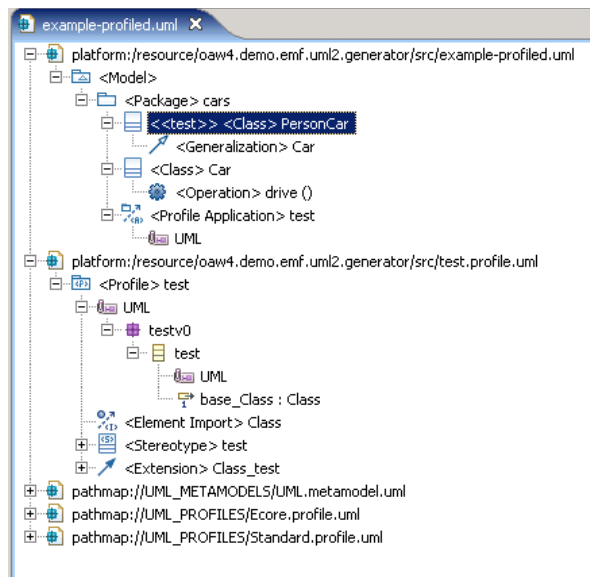 example-profiled.uml
platform:/resource/oaw4.demo.emf.uml2.generator/src/example-profiled.uml
<Model>
<Package> cars
<<test>> <Class> PersonCar
<Generalization> Car
<Class> Car
<Operation> drive ()
<Profile Application> test
UML
platform:/resource/oaw4.demo.emf.uml2.generator/src/test.profile.uml
<Profile> test
UML
testv0
test
UML
base_Class : Class
<Element Import> Class
<Stereotype> test
<Extension> Class_test
pathmap://UML_METAMODELS/UML.metamodel.uml
pathmap://UML_PROFILES/Ecore.profile.uml
pathmap://UML_PROFILES/Standard.profile.uml